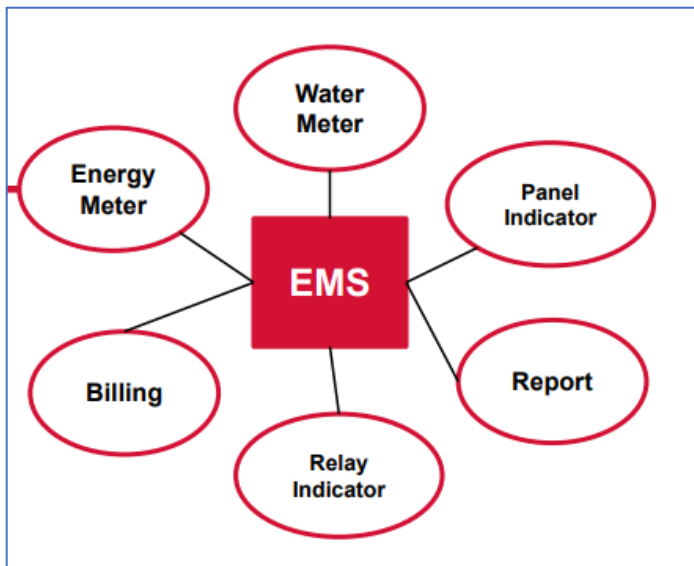 Water
Meter
Energy
Meter
Panel
Indicator
EMS
Billing
Report
Relay
Indicator